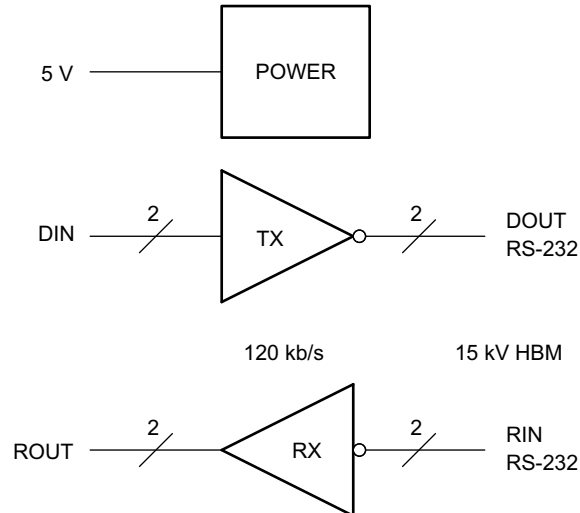 5 V
POWER
2
2
DIN
TX
DOUT
RS-232
120 kb/s
15 kV HBM
2
2
ROUT
RX
RIN
RS-232